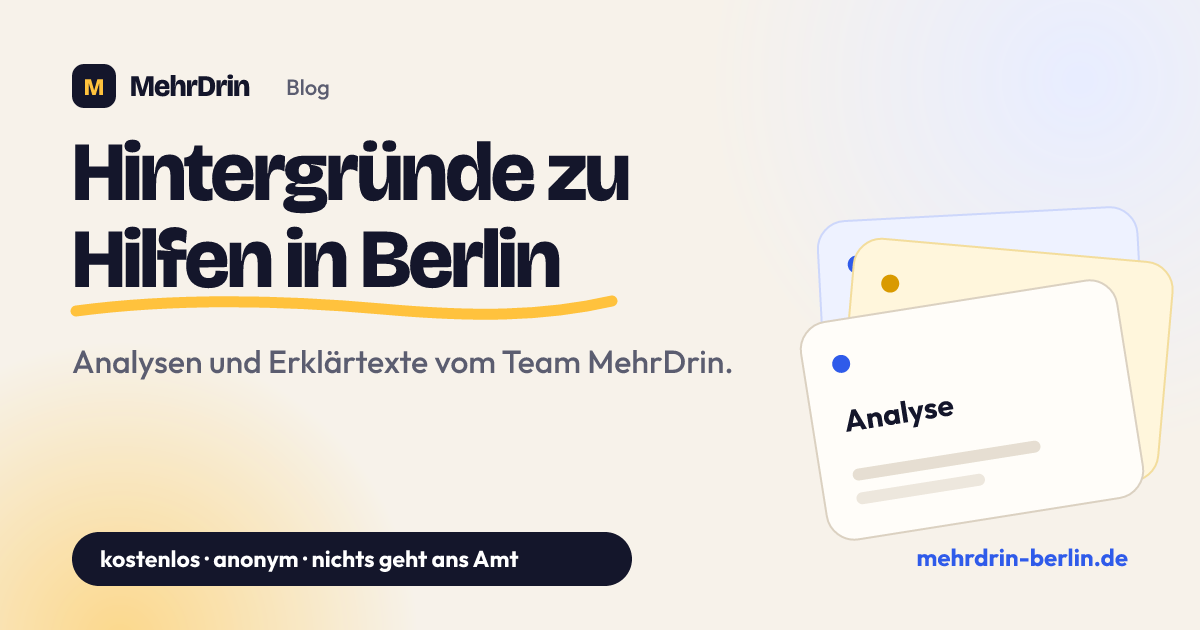 M MehrDrin Blog
Hintergründe zu
Hilfen in Berlin
Analysen und Erklärtexte vom Team MehrDrin.
Analyse
kostenlos · anonym · nichts geht ans Amt
mehrdrin-berlin.de